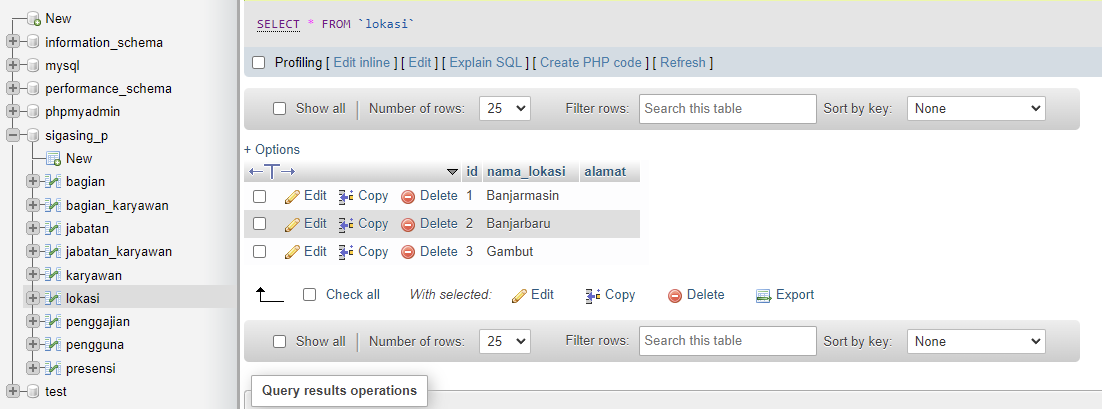 New
information_schema
mysql
performance_schema
phpmyadmin
sigasing_p
New
bagian
bagian_karyawan
jabatan
jabatan_karyawan
karyawan
lokasi
penggajian
pengguna
presensi
test
SELECT * FROM `lokasi`
Profiling [ Edit inline ] [ Edit ] [ Explain SQL ] [ Create PHP code ] [ Refresh ]
Show all | Number of rows: 25 Filter rows: Search this table Sort by key: None
+ Options
←T→ id nama_lokasi alamat
Edit Copy Delete 1 Banjarmasin
Edit Copy Delete 2 Banjarbaru
Edit Copy Delete 3 Gambut
Check all With selected: Edit Copy Delete Export
Show all | Number of rows: 25 Filter rows: Search this table Sort by key: None
Query results operations